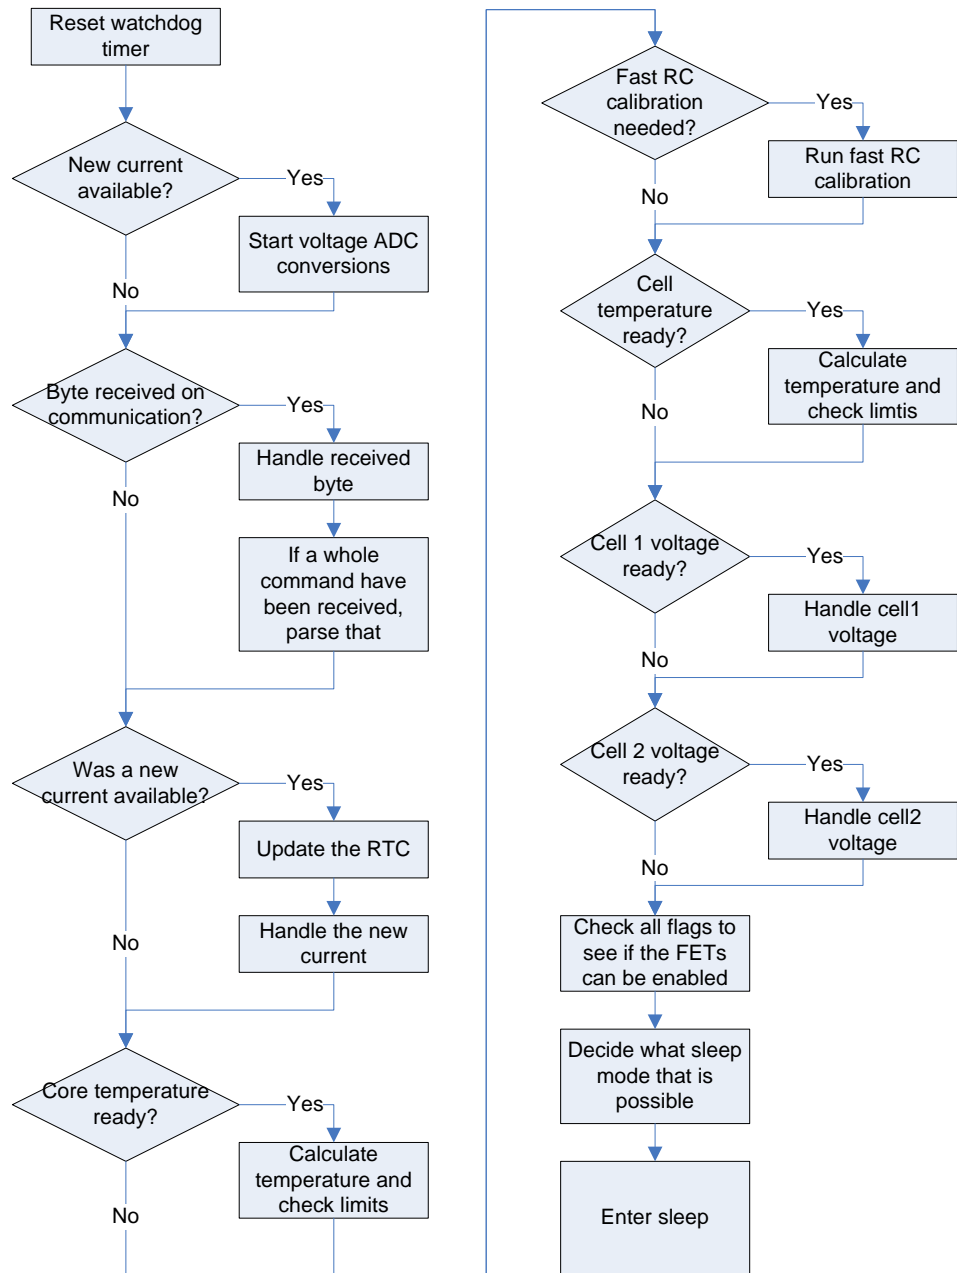 Reset watchdog
timer
New current
available?
Yes
Start voltage ADC
conversions
No
Byte received on
communication?
Yes
Handle received
byte
No
If a whole
command have
been received,
parse that
Was a new
current available?
Yes
Update the RTC
Handle the new
current
No
Core temperature
ready?
Yes
Calculate
temperature and
check limits
No
Fast RC
calibration
needed?
Yes
Run fast RC
calibration
No
Cell
temperature
ready?
Yes
Calculate
temperature and
check limtis
No
Cell 1 voltage
ready?
Yes
Handle cell1
voltage
No
Cell 2 voltage
ready?
Yes
Handle cell2
voltage
No
Check all flags to
see if the FETs
can be enabled
Decide what sleep
mode that is
possible
Enter sleep